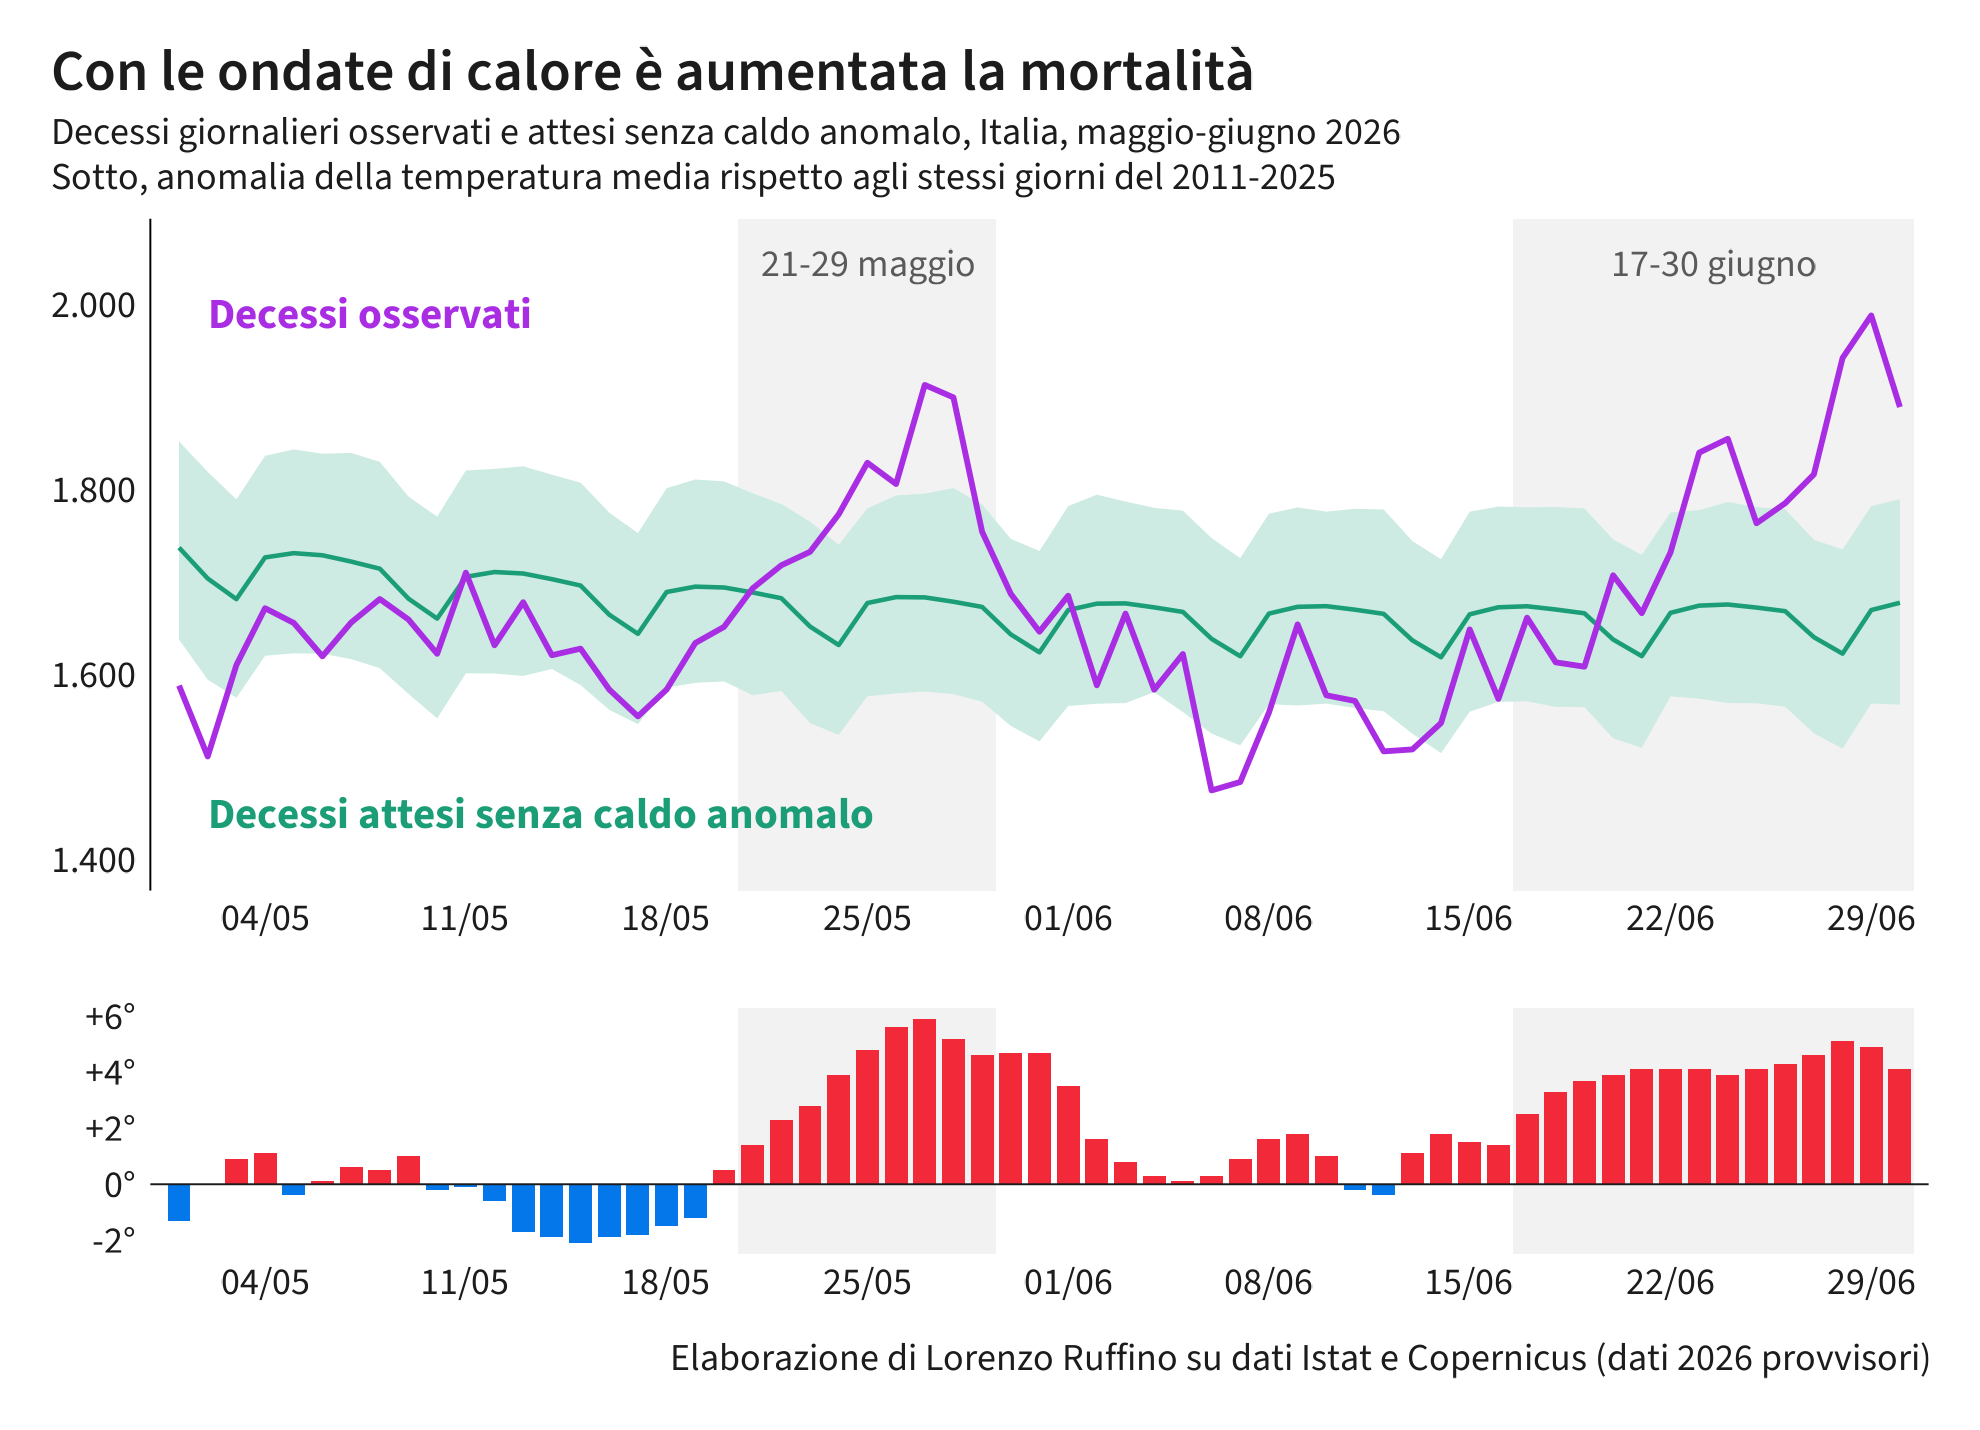 Con le ondate di calore è aumentata la mortalità
Decessi giornalieri osservati e attesi senza caldo anomalo, Italia, maggio-giugno 2026
Sotto, anomalia della temperatura media rispetto agli stessi giorni del 2011-2025
21-29 maggio
17-30 giugno
2.000
Decessi osservati
1.800
1.600
Decessi attesi senza caldo anomalo
1.400
04/05 11/05 18/05 25/05 01/06 08/06 15/06 22/06 29/06
+6°
+4°
+2°
0°
-2°
04/05 11/05 18/05 25/05 01/06 08/06 15/06 22/06 29/06
Elaborazione di Lorenzo Ruffino su dati Istat e Copernicus (dati 2026 provvisori)